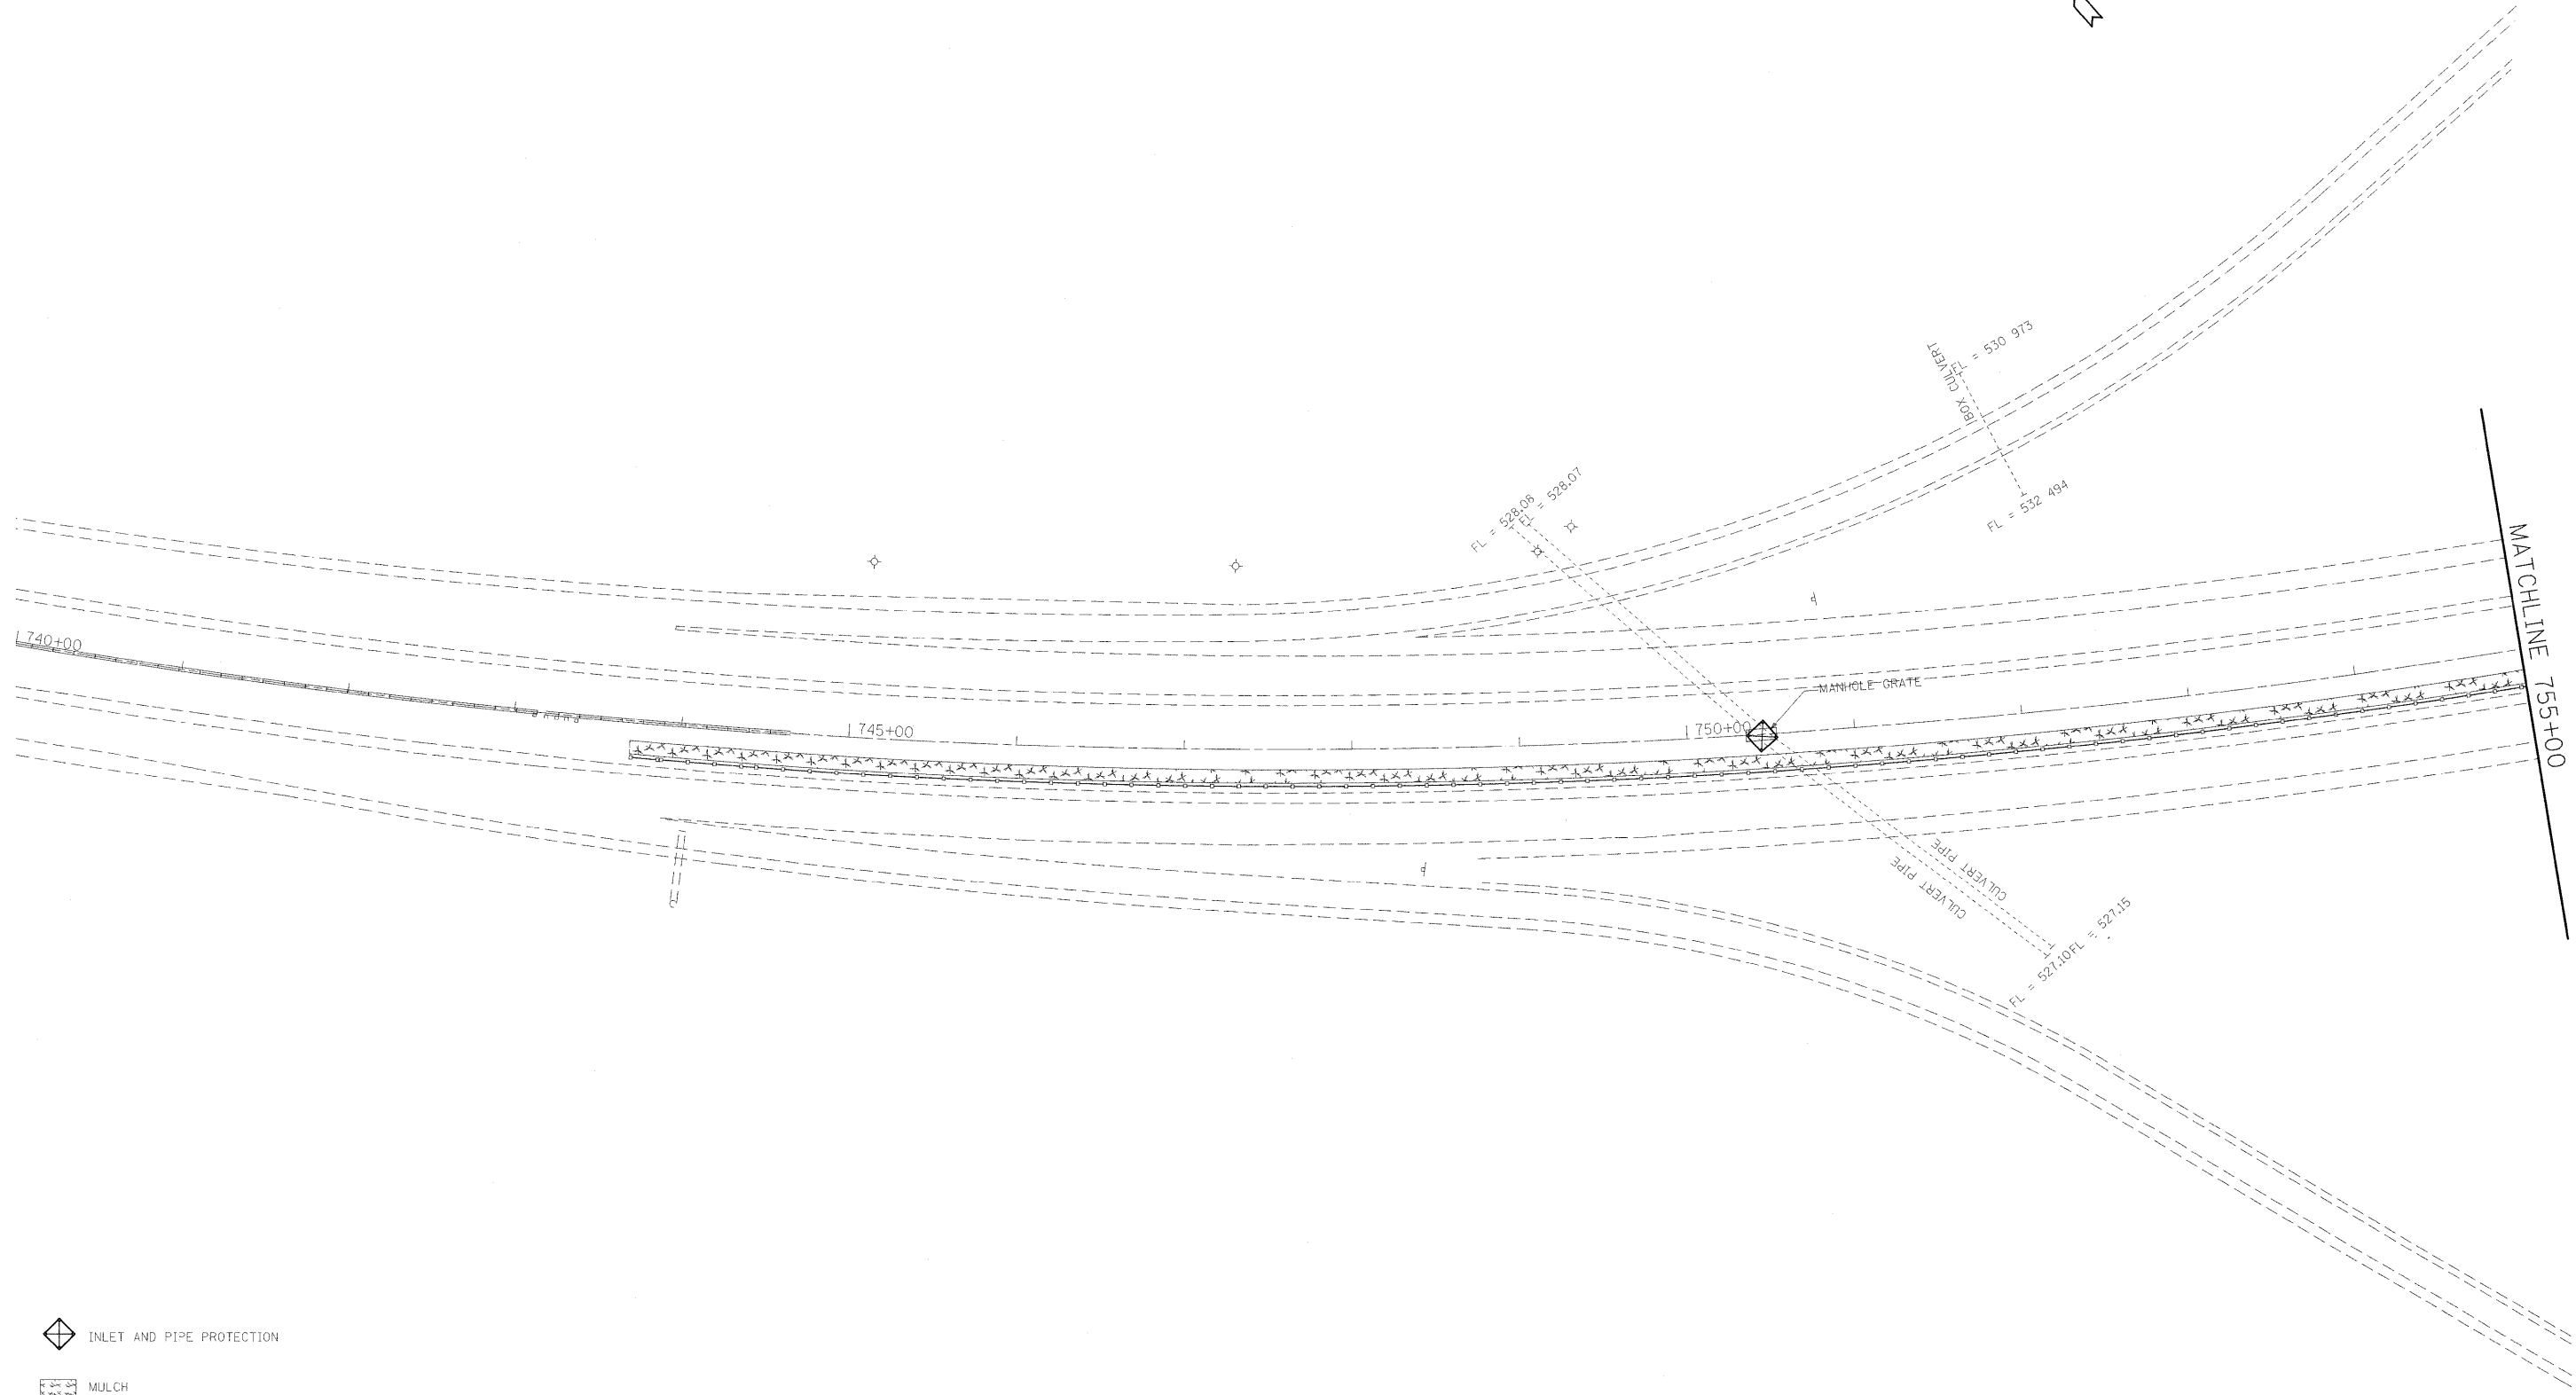 FL = 530 973
BOX CULVERT
FL = 532 494
FL = 528.08
FL = 528.07
MATCHLINE 755+00
740+00
745+00
750+00
MANHOLE GRATE
CULVERT PIPE
CULVERT PIPE
FL = 527.15
FL = 527.10
INLET AND PIPE PROTECTION
MULCH